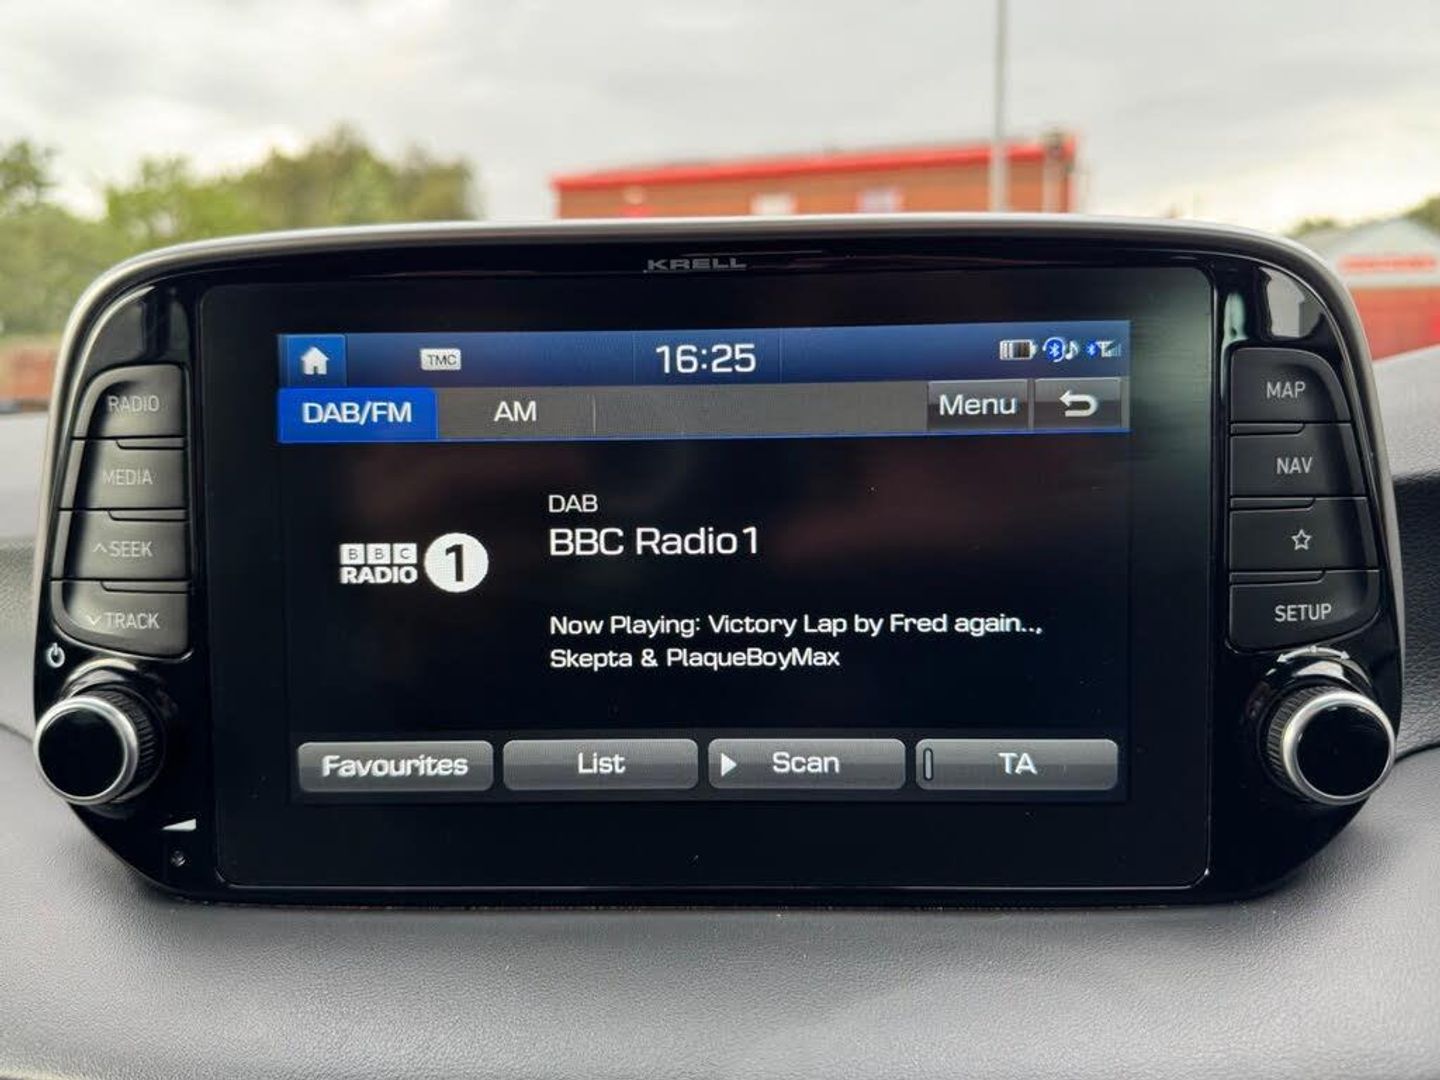 KRELL
TMC
16:25
DAB/FM
AM
Menu
RADIO
MEDIA
SEEK
TRACK
MAP
NAV
SETUP
BBC
RADIO 1
DAB
BBC Radio1
Now Playing: Victory Lap by Fred again..,
Skepta & PlaqueBoyMax
Favourites
List
Scan
TA